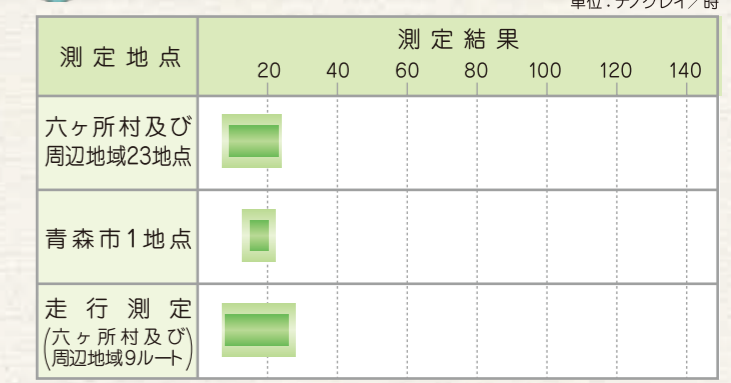 単位：ナノグレイ／時
測定地点
測定結果
20 40 60 80 100 120 140
六ヶ所村及び
周辺地域23地点
青森市1地点
走行測定
(六ヶ所村及び
周辺地域9ルート)